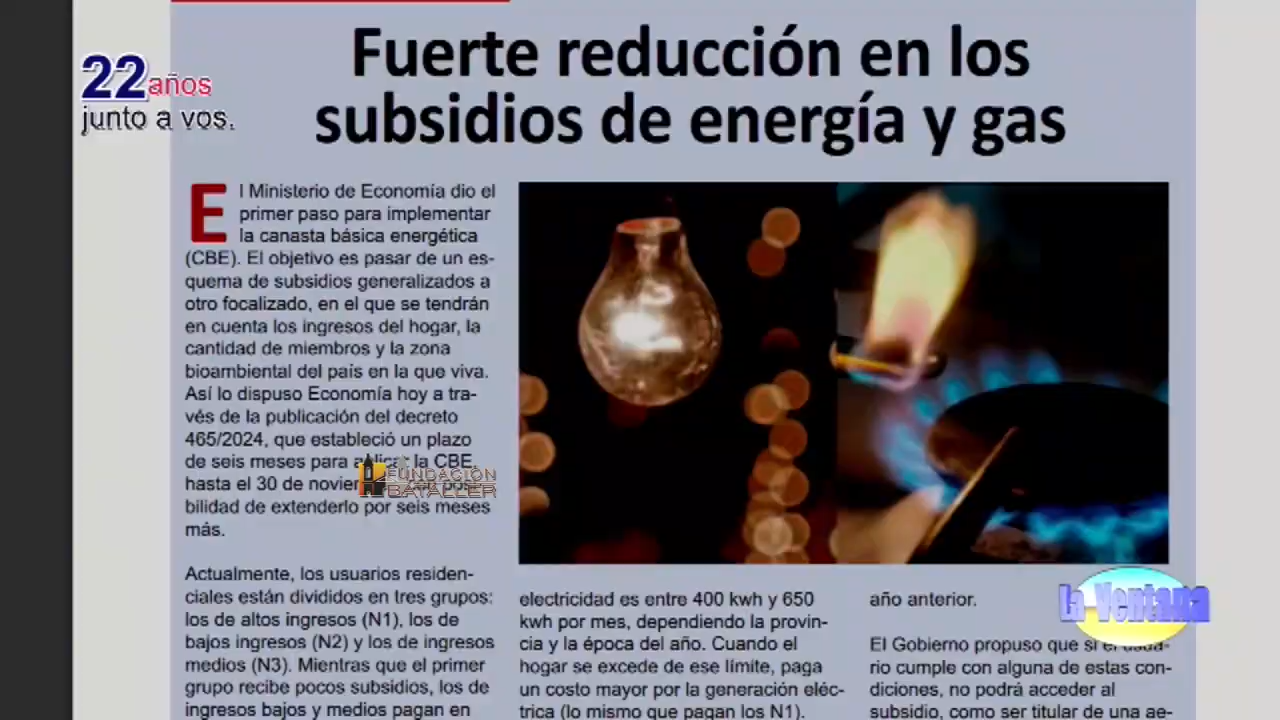 22 años
junto a vos.
Fuerte reducción en los
subsidios de energía y gas
El Ministerio de Economía dio el
primer paso para implementar
la canasta básica energética
(CBE). El objetivo es pasar de un es-
quema de subsidios generalizados a
otro focalizado, en el que se tendrán
en cuenta los ingresos del hogar, la
cantidad de miembros y la zona
bioambiental del país en la que viva.
Así lo dispuso Economía hoy a tra-
vés de la publicación del decreto
465/2024, que estableció un plazo
de seis meses para aplicar la CBE,
hasta el 30 de
bilidad de extenderlo por seis meses
más.
FUNDACIÓN
BATALLER
Actualmente, los usuarios residen-
ciales están divididos en tres grupos:
los de altos ingresos (N1), los de
bajos ingresos (N2) y los de ingresos
medios (N3). Mientras que el primer
grupo recibe pocos subsidios, los de
ingresos bajos y medios pagan en
electricidad es entre 400 kwh y 650
kwh por mes, dependiendo la provin-
cia y la época del año. Cuando el
hogar se excede de ese límite, paga
un costo mayor por la generación eléc-
trica (lo mismo que pagan los N1).
año anterior.
El Gobierno propuso que si el usua-
rio cumple con alguna de estas con-
diciones, no podrá acceder al
subsidio, como ser titular de una ae-
La Ventana